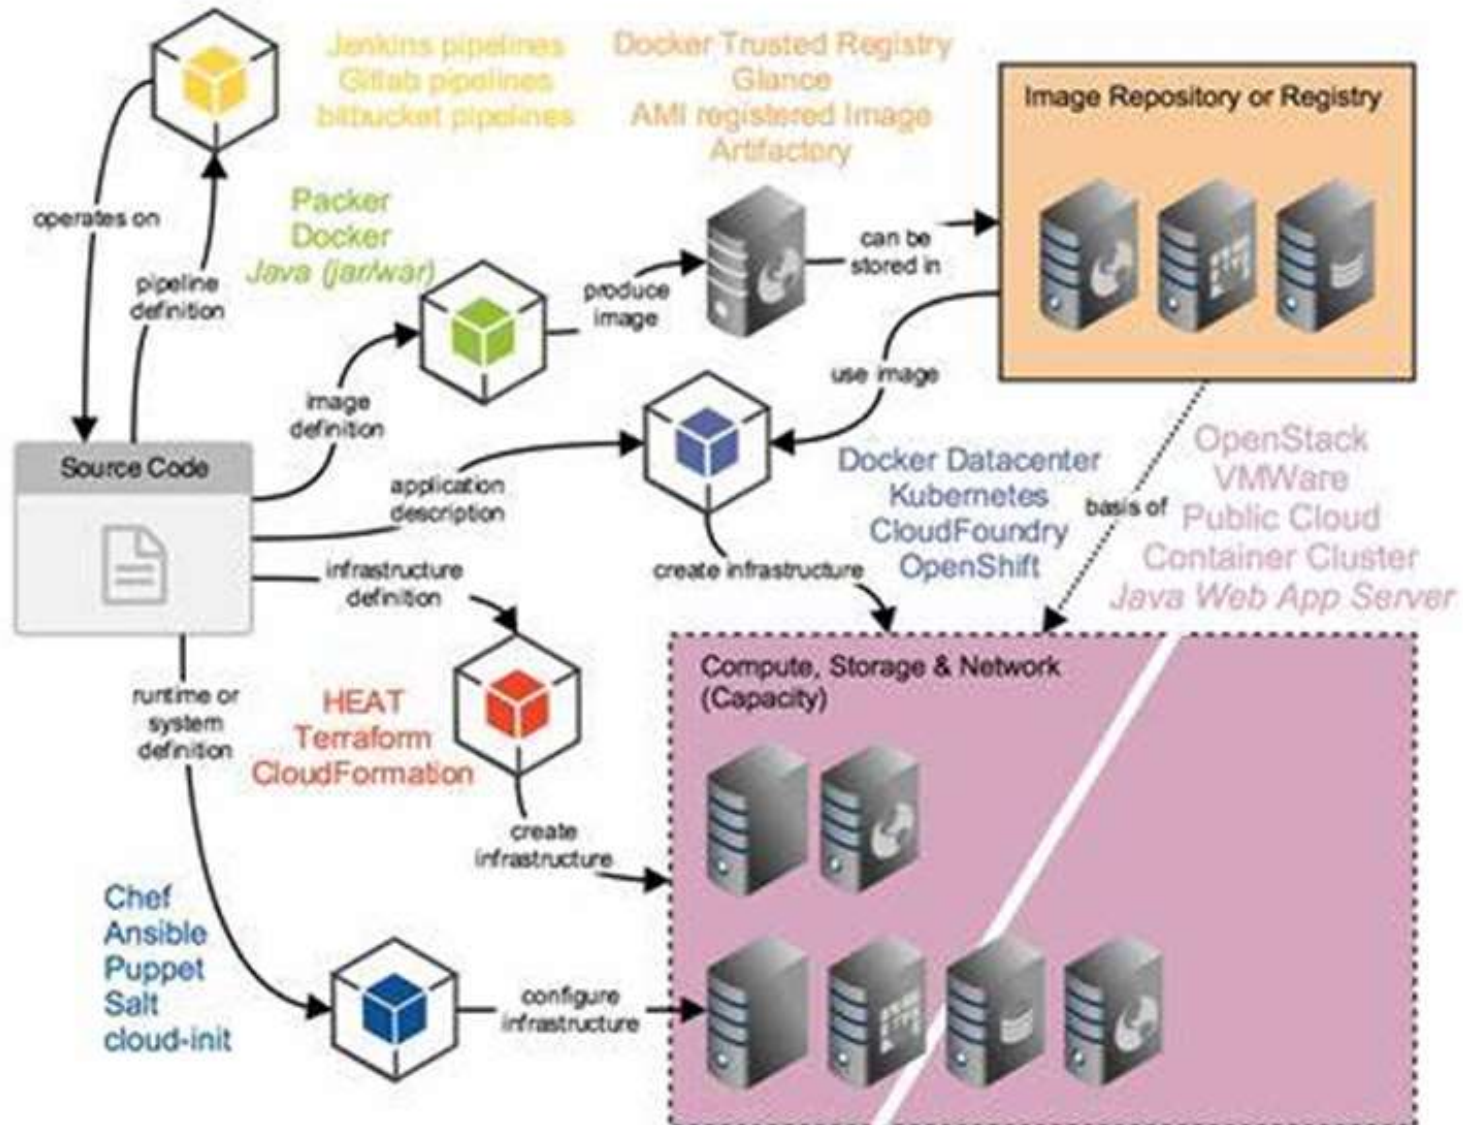 Jenkins pipelines
Gitlab pipelines
bitbucket pipelines
Docker Trusted Registry
Glance
AMI registered Image
Artifactory
Image Repository or Registry
operates on
pipeline
definition
Packer
Docker
Java (jar/war)
produce
image
can be
stored in
use image
image
definition
Source Code
application
description
Docker Datacenter
Kubernetes
CloudFoundry
OpenShift
basis of
OpenStack
VMWare
Public Cloud
Container Cluster
Java Web App Server
infrastructure
definition
create infrastructure
runtime or
system
definition
HEAT
Terraform
CloudFormation
Compute, Storage & Network
(Capacity)
create
infrastructure
Chef
Ansible
Puppet
Salt
cloud-init
configure
infrastructure